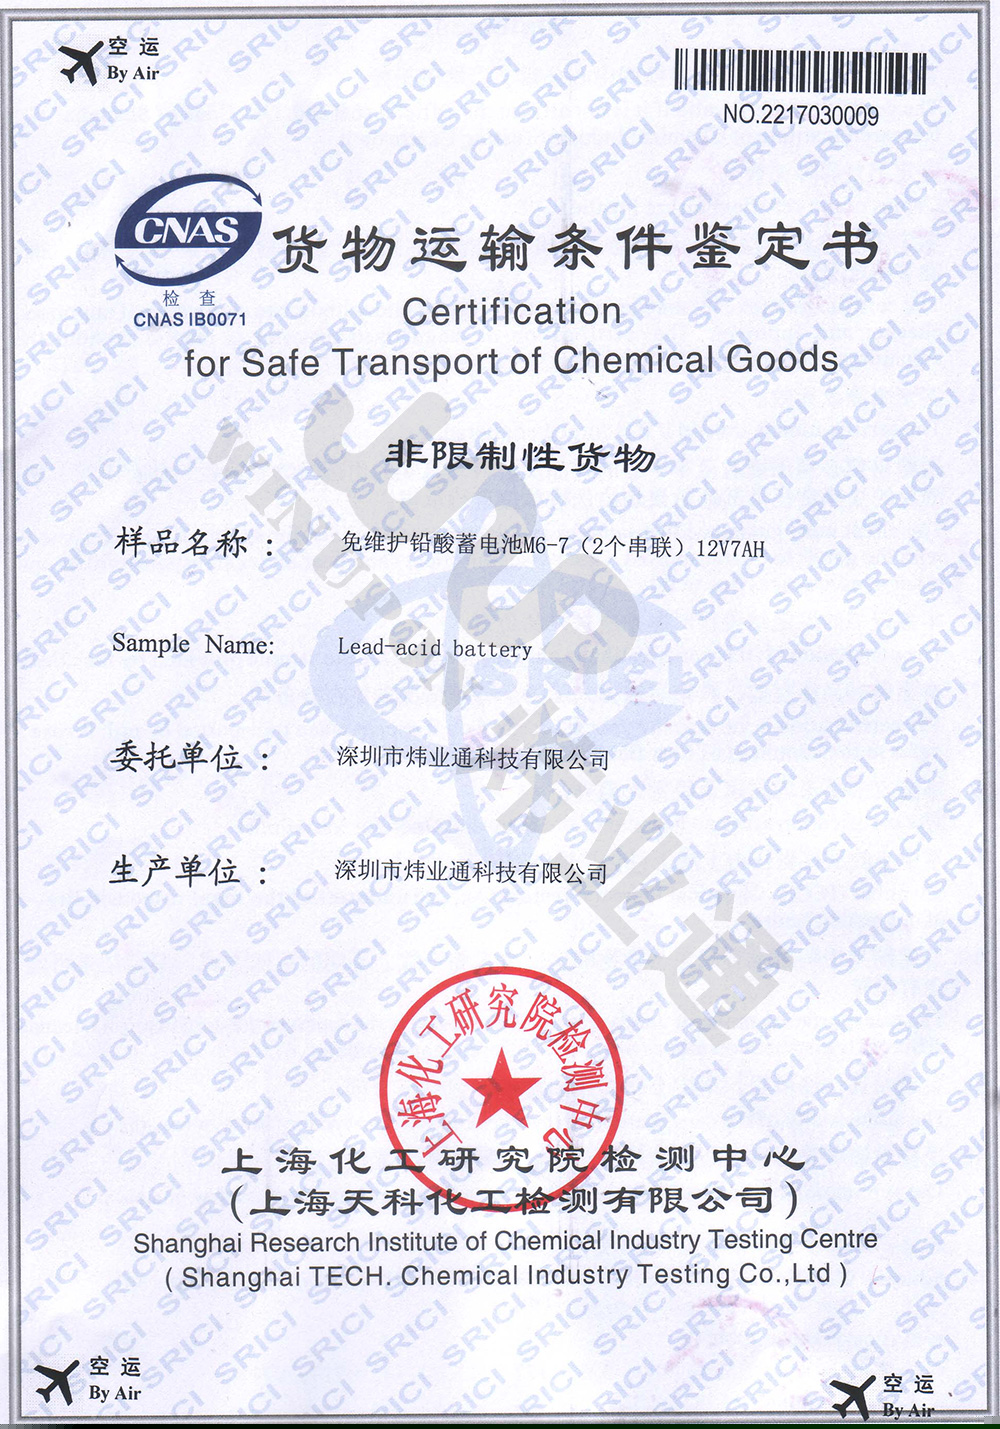 空运
By Air
NO.2217030009
CNAS
检查
CNAS IB0071
货物运输条件鉴定书
Certification
for Safe Transport of Chemical Goods
非限制性货物
样品名称： 免维护铅酸蓄电池M6-7（2个串联）12V7AH
Sample Name: Lead-acid battery
SRICI
委托单位： 深圳市炜业通科技有限公司
生产单位： 深圳市炜业通科技有限公司
WINUPON 炜业通
上海化工研究院检测中心
上海化工研究院检测中心
(上海天科化工检测有限公司)
Shanghai Research Institute of Chemical Industry Testing Centre
( Shanghai TECH. Chemical Industry Testing Co.,Ltd )
空运
By Air
空运
By Air